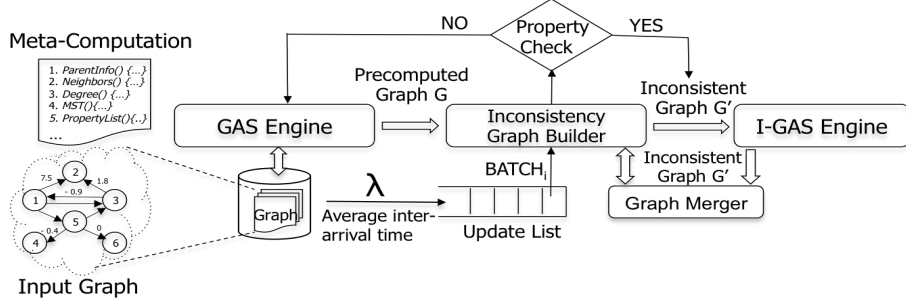 NO
Property
Check
YES
Meta-Computation
1. ParentInfo() {...}
2. Neighbors() {...}
3. Degree() {...}
4. MST(){...}
5. PropertyList(){..}
...
Precomputed
Graph G
Inconsistent
Graph G'
GAS Engine
Inconsistency
Graph Builder
I-GAS Engine
BATCHi
Inconsistent
Graph G'
Graph Merger
2
7.5
1.8
- 0.9
1
3
5
- 0.4
0
4
6
Input Graph
Graph
λ
Average inter-
arrival time
Update List